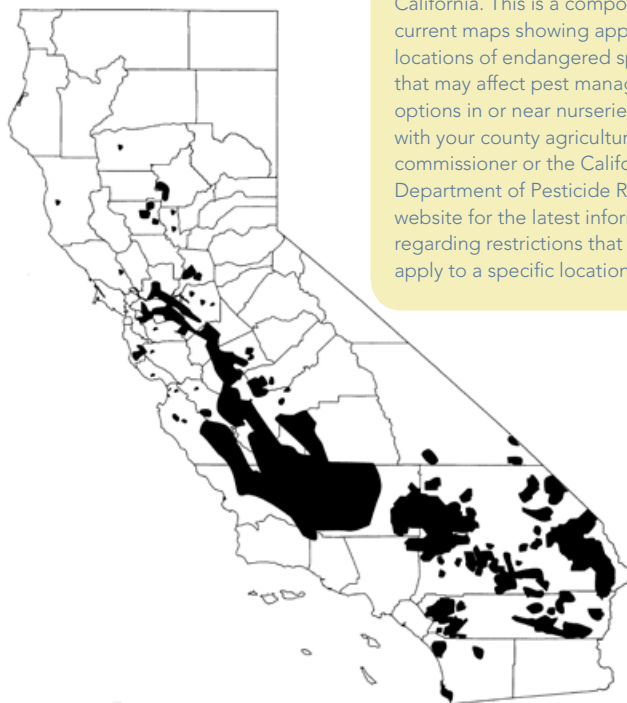 California. This is a
current maps showing
locations of endangered
that may affect pest
options in or near
with your county
commissioner or the
Department of Pesticide
website for the latest
regarding restrictions that
apply to a specific location